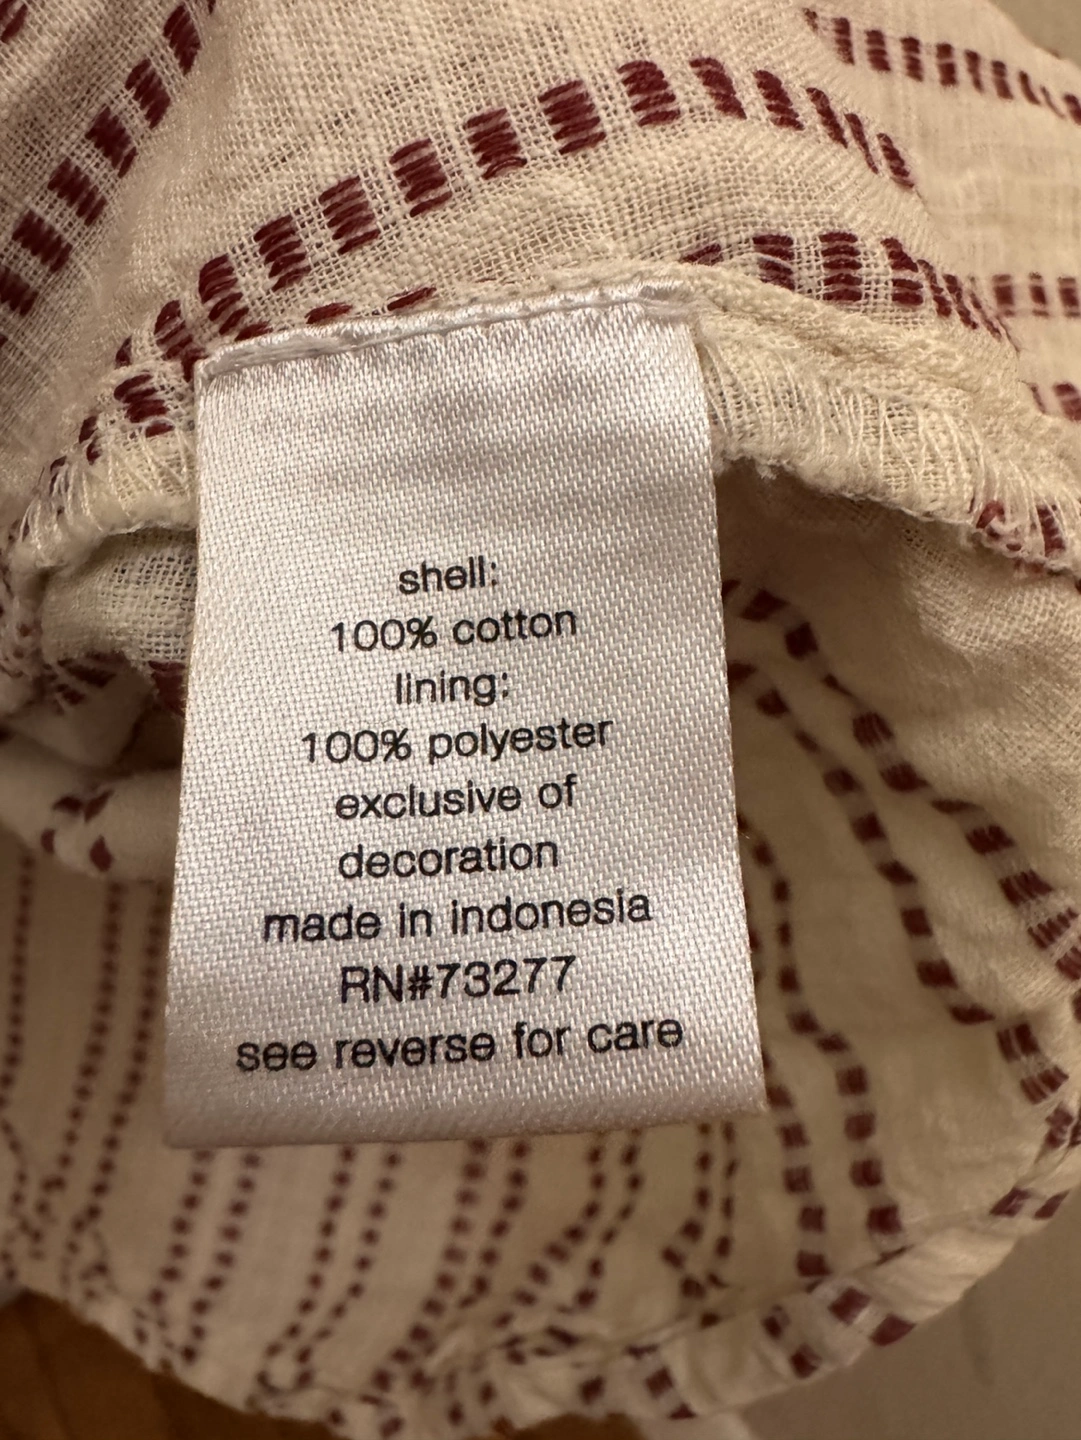 shell:
100% cotton
lining:
100% polyester
exclusive of
decoration
made in indonesia
RN#73277
see reverse for care